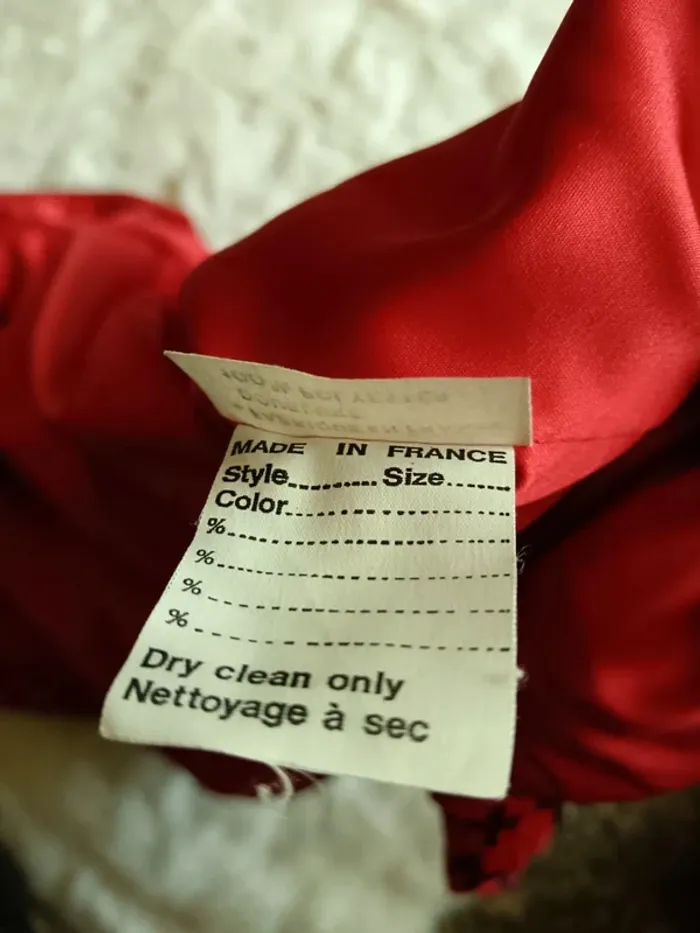 MADE IN FRANCE
Style.......... Size.......
Color..............................
%..............................
%..............................
%..............................
%..............................
Dry clean only
Nettoyage à sec